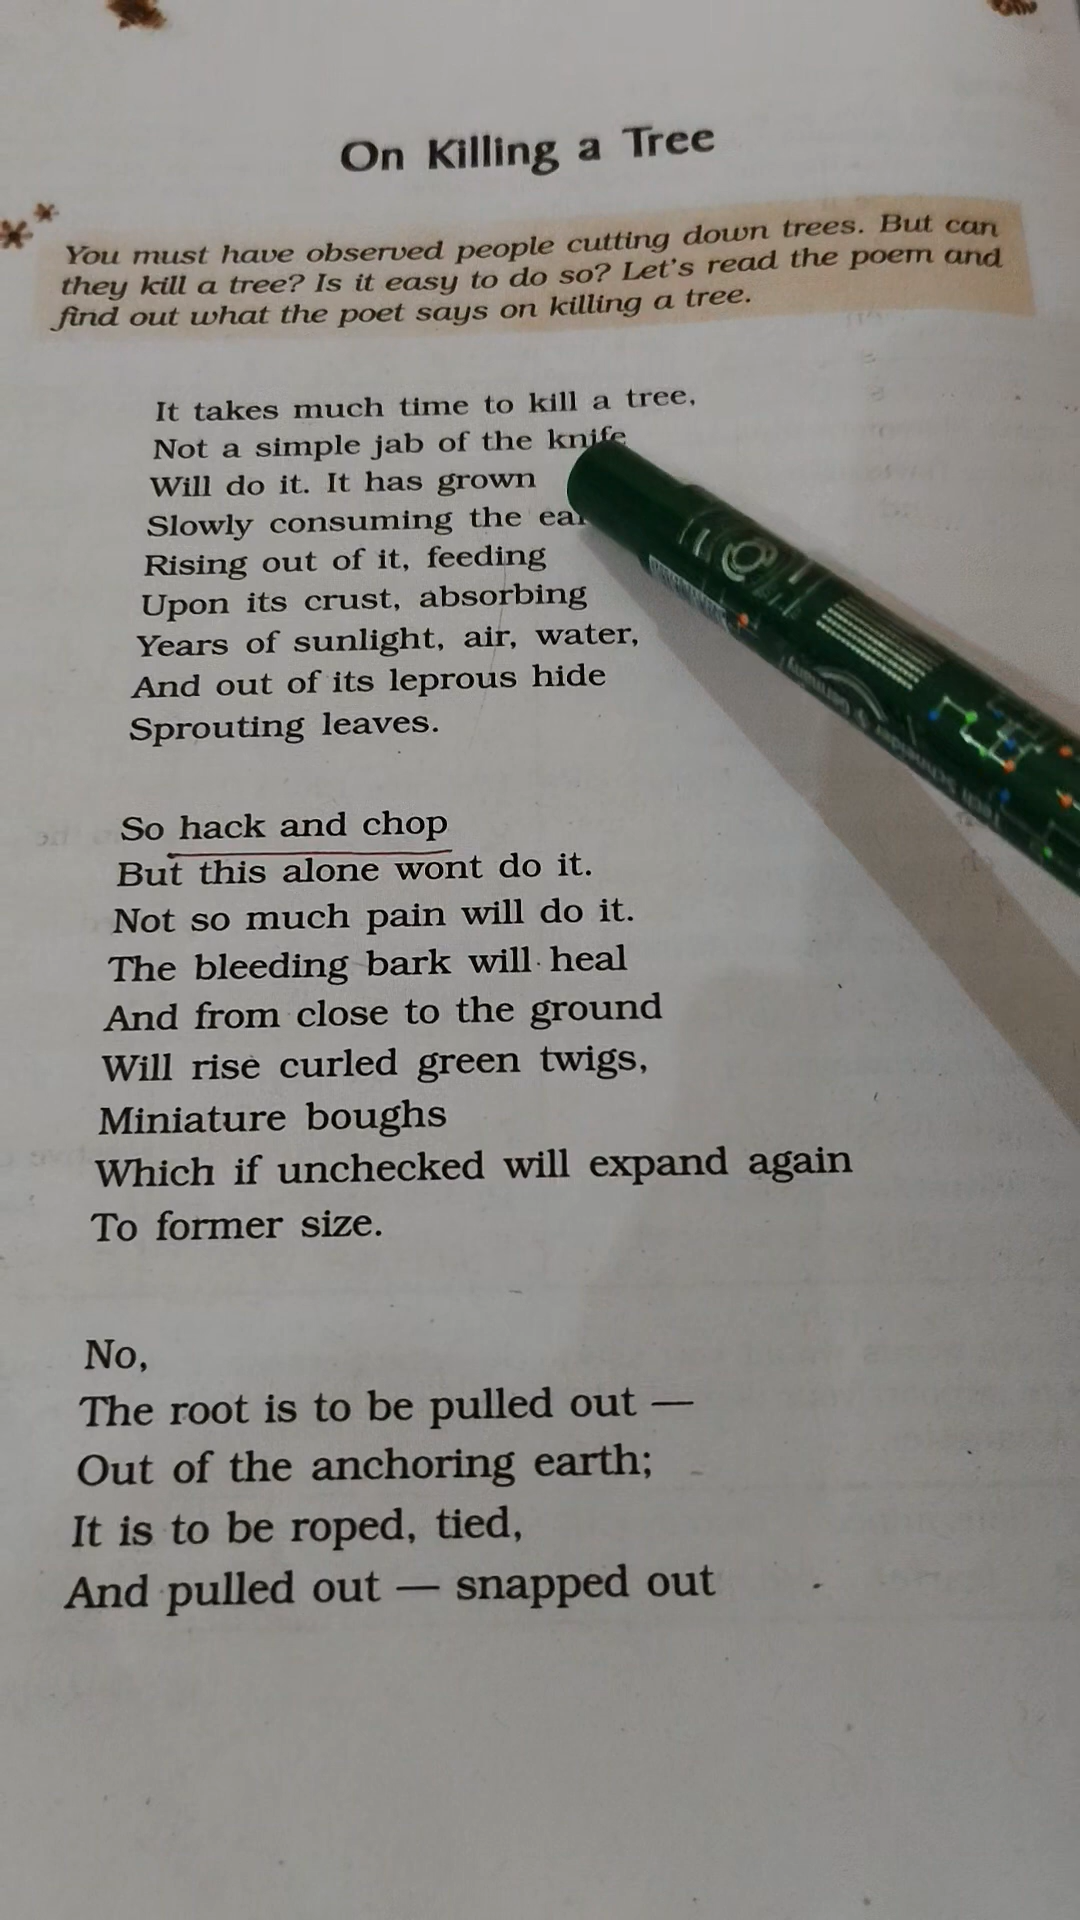 On Killing a Tree
You must have observed people cutting down trees. But can
they kill a tree? Is it easy to do so? Let's read the poem and
find out what the poet says on killing a tree.
It takes much time to kill a tree,
Not a simple jab of the knife
Will do it. It has grown
Slowly consuming the
Rising out of it, feeding
Upon its crust, absorbing
Years of sunlight, air, water,
And out of its leprous hide
Sprouting leaves.
So hack and chop
But this alone wont do it.
Not so much pain will do it.
The bleeding bark will heal
And from close to the ground
Will rise curled green twigs,
Miniature boughs
Which if unchecked will expand again
To former size.
No,
The root is to be pulled out —
Out of the anchoring earth;
It is to be roped, tied,
And pulled out — snapped out